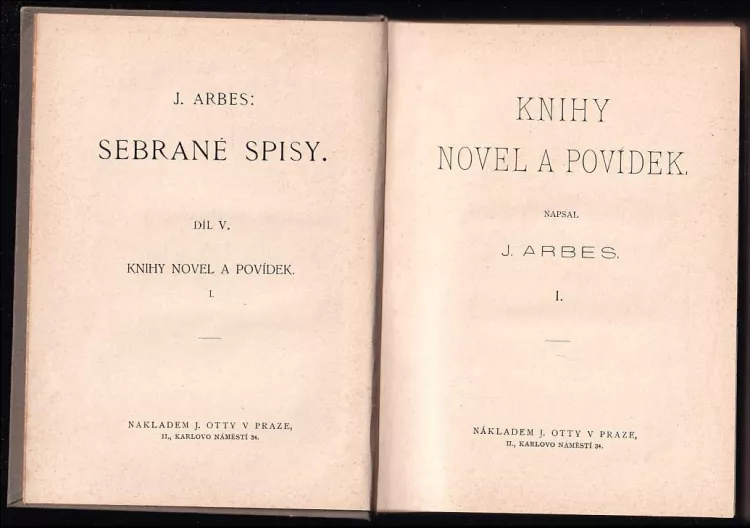 J. ARBES:
SEBRANÉ SPISY.
DÍL V.
KNIHY NOVEL A POVÍDEK.
I.
NAKLADEM J. OTTY V PRAZE,
II., KARLOVO NÁMĚSTÍ 34.
KNIHY
NOVEL A POVÍDEK.
NAPSAL
J. ARBES.
I.
NÁKLADEM J. OTTY V PRAZE,
II., KARLOVO NÁMĚSTÍ 34.